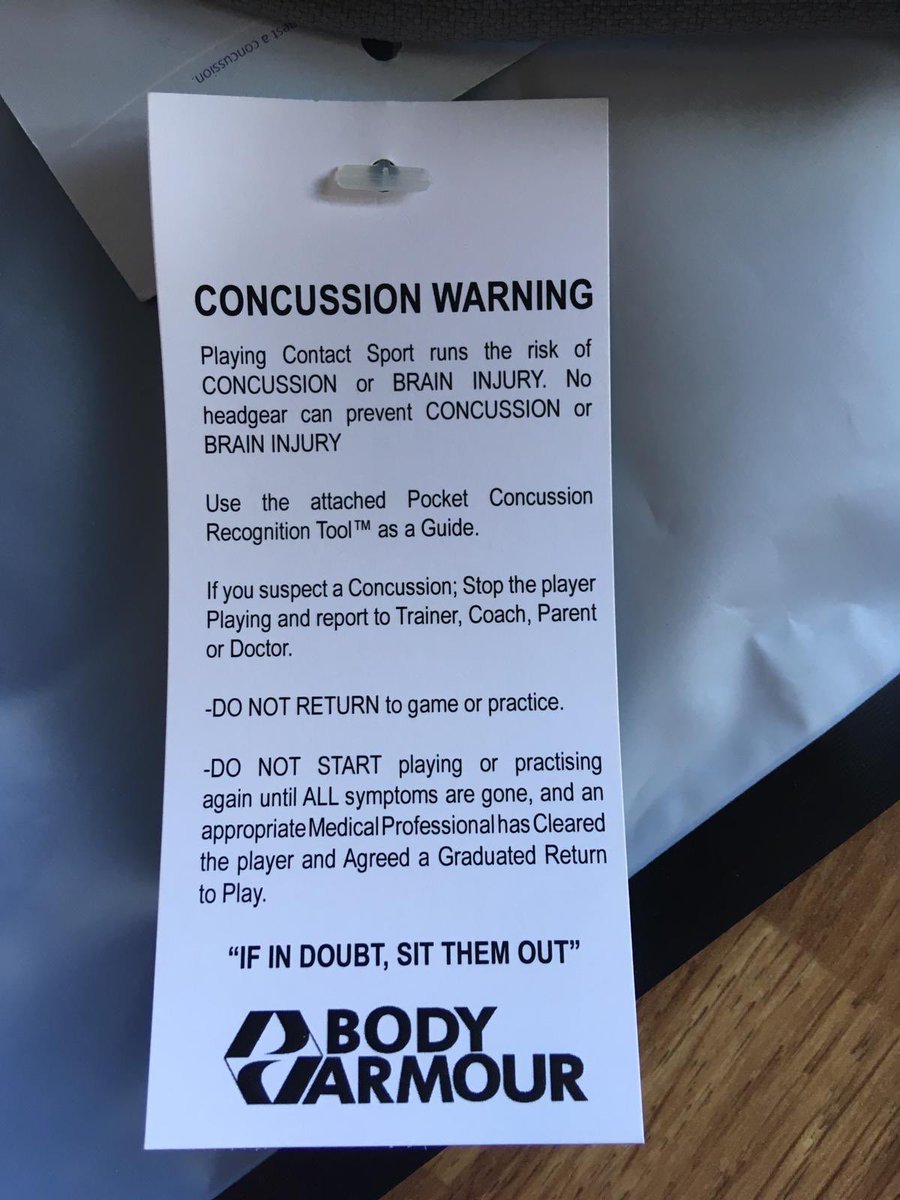 est a concussion.
CONCUSSION WARNING
Playing Contact Sport runs the risk of
CONCUSSION or BRAIN INJURY. No
headgear can prevent CONCUSSION or
BRAIN INJURY
Use the attached Pocket Concussion
Recognition Tool™ as a Guide.
If you suspect a Concussion; Stop the player
Playing and report to Trainer, Coach, Parent
or Doctor.
-DO NOT RETURN to game or practice.
-DO NOT START playing or practising
again until ALL symptoms are gone, and an
appropriate Medical Professional has Cleared
the player and Agreed a Graduated Return
to Play.
“IF IN DOUBT, SIT THEM OUT”
BODY
ARMOUR